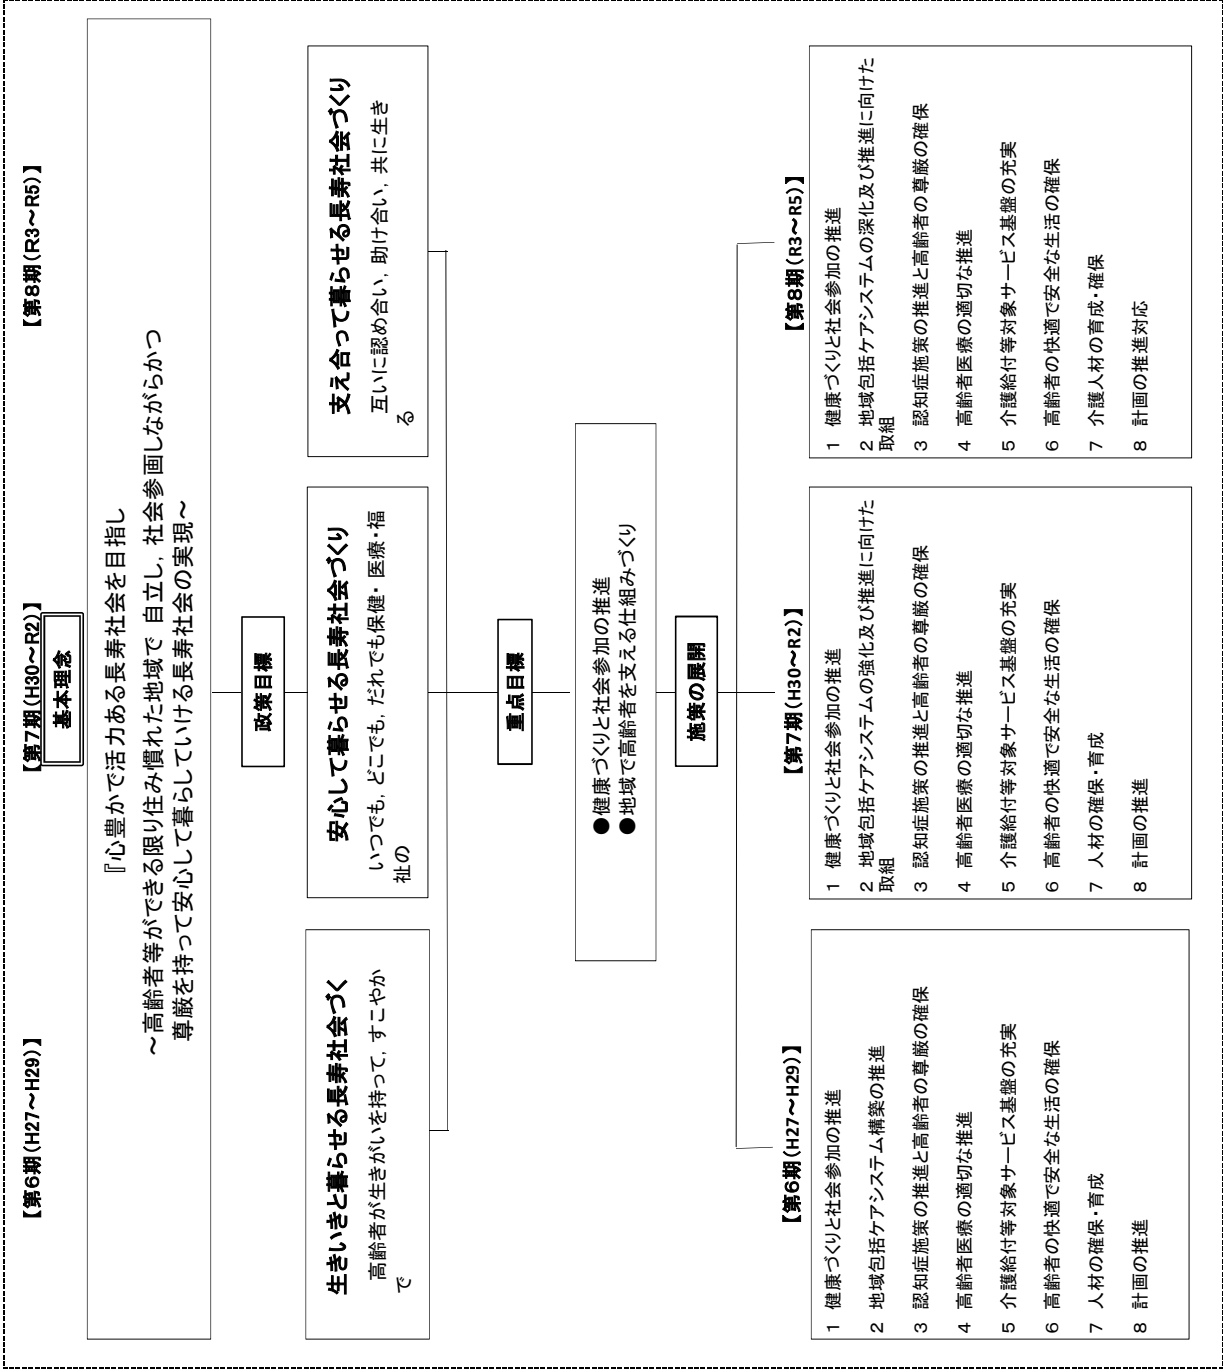 【第6期(H27～H29)】
【第7期(H30～R2)】
【第8期(R3～R5)】
基本理念
『心豊かで活力ある長寿社会を目指し
～高齢者等ができる限り住み慣れた地域で 自立し，社会参画しながらかつ
尊厳を持って安心して暮らしていける長寿社会の実現～
政策目標
生きいきと暮らせる長寿社会づく
高齢者が生きがいを持って，すこやか
で
安心して暮らせる長寿社会づくり
いつでも，どこでも，だれでも保健・医療・福
祉の
支え合って暮らせる長寿社会づくり
互いに認め合い，助け合い，共に生き
る
重点目標
●健康づくりと社会参加の推進
●地域で高齢者を支える仕組みづくり
施策の展開
【第6期(H27～H29)】
1 健康づくりと社会参加の推進
2 地域包括ケアシステム構築の推進
3 認知症施策の推進と高齢者の尊厳の確保
4 高齢者医療の適切な推進
5 介護給付等対象サービス基盤の充実
6 高齢者の快適で安全な生活の確保
7 人材の確保・育成
8 計画の推進
【第7期(H30～R2)】
1 健康づくりと社会参加の推進
2 地域包括ケアシステムの強化及び推進に向けた
取組
3 認知症施策の推進と高齢者の尊厳の確保
4 高齢者医療の適切な推進
5 介護給付等対象サービス基盤の充実
6 高齢者の快適で安全な生活の確保
7 人材の確保・育成
8 計画の推進
【第8期(R3～R5)】
1 健康づくりと社会参加の推進
2 地域包括ケアシステムの深化及び推進に向けた
取組
3 認知症施策の推進と高齢者の尊厳の確保
4 高齢者医療の適切な推進
5 介護給付等対象サービス基盤の充実
6 高齢者の快適で安全な生活の確保
7 介護人材の育成・確保
8 計画の推進対応